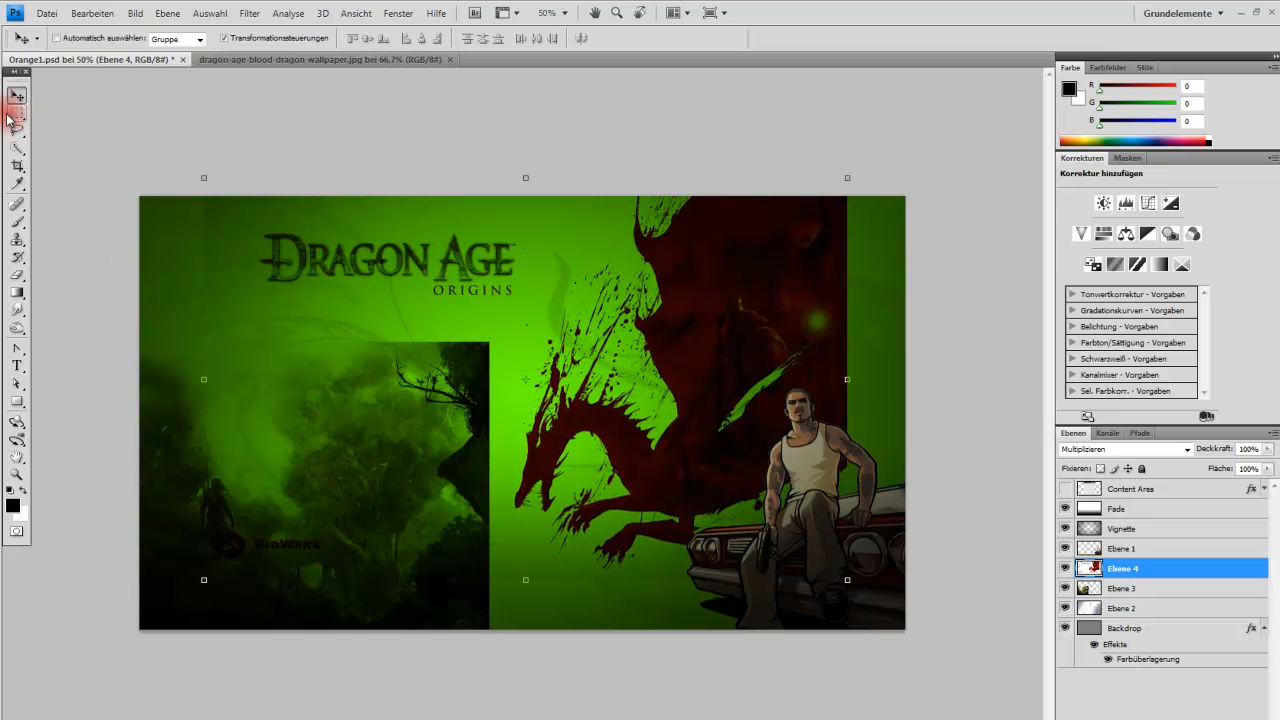 Ps Datei Bearbeiten Bild Ebene Auswahl Filter Analyse 3D Ansicht Fenster Hilfe Br 50% Grundelemente
Automatisch auswählen: Gruppe Transformationssteuerungen
Orange1.psd bei 50% (Ebene 4, RGB/8#) * dragon-age-blood-dragon-wallpaper.jpg bei 66,7% (RGB/8#)
Farbe Farbfelder Stile
R 0
G 0
B 0
Korrekturen Masken
Korrektur hinzufügen
Tonwertkorrektur - Vorgaben
Gradationskurven - Vorgaben
Belichtung - Vorgaben
Farbton/Sättigung - Vorgaben
Schwarzweiß - Vorgaben
Kanalmixer - Vorgaben
Sel. Farbkorr. - Vorgaben
Ebenen Kanäle Pfade
Multiplizieren Deckkraft: 100%
Fixieren: Fläche: 100%
Content Area fx
Fade
Vignette
Ebene 1
Ebene 4
Ebene 3
Ebene 2
Backdrop fx
Effekte
Farbüberlagerung
DRAGON AGE
ORIGINS
EA BIOWARE